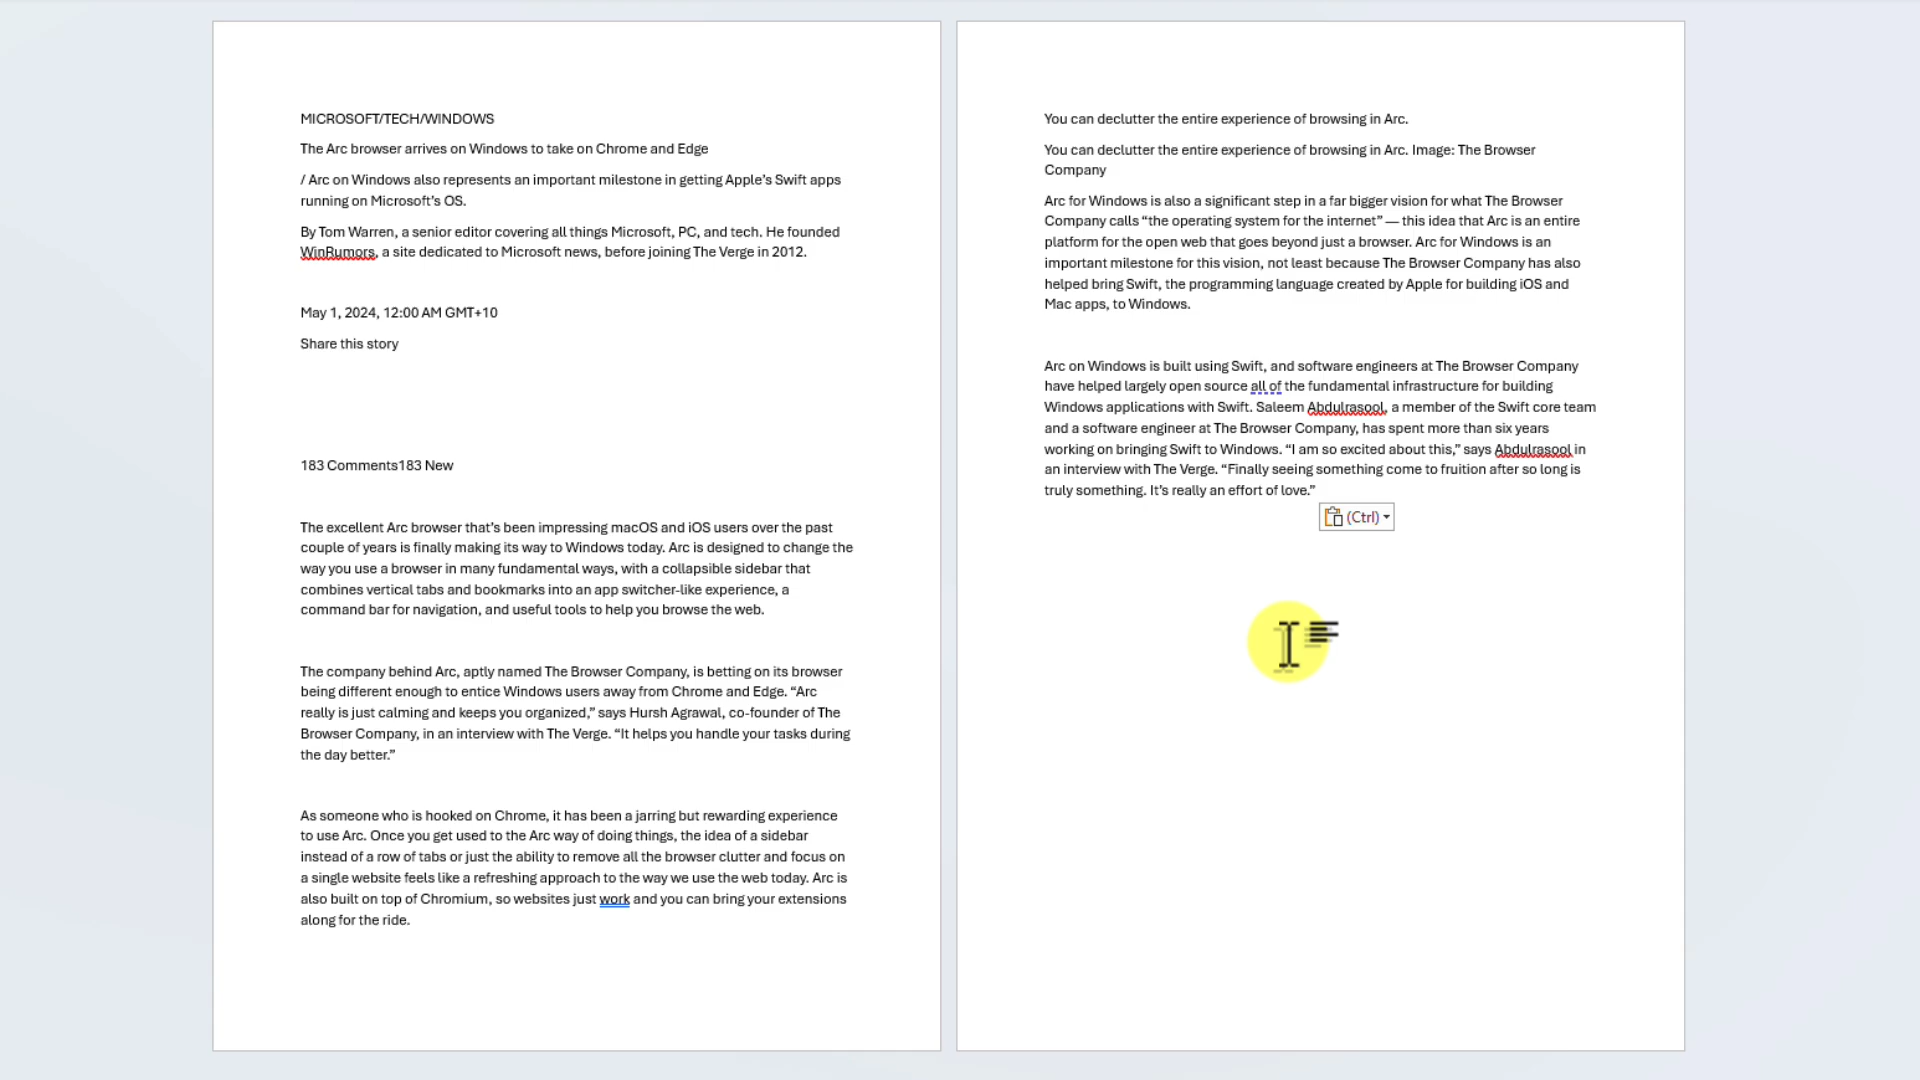 MICROSOFT/TECH/WINDOWS
The Arc browser arrives on Windows to take on Chrome and Edge
/ Arc on Windows also represents an important milestone in getting Apple’s Swift apps
running on Microsoft’s OS.
By Tom Warren, a senior editor covering all things Microsoft, PC, and tech. He founded
WinRumors, a site dedicated to Microsoft news, before joining The Verge in 2012.
May 1, 2024, 12:00 AM GMT+10
Share this story
183 Comments183 New
The excellent Arc browser that’s been impressing macOS and iOS users over the past
couple of years is finally making its way to Windows today. Arc is designed to change the
way you use a browser in many fundamental ways, with a collapsible sidebar that
combines vertical tabs and bookmarks into an app switcher-like experience, a
command bar for navigation, and useful tools to help you browse the web.
The company behind Arc, aptly named The Browser Company, is betting on its browser
being different enough to entice Windows users away from Chrome and Edge. “Arc
really is just calming and keeps you organized,” says Hursh Agrawal, co-founder of The
Browser Company, in an interview with The Verge. “It helps you handle your tasks during
the day better.”
As someone who is hooked on Chrome, it has been a jarring but rewarding experience
to use Arc. Once you get used to the Arc way of doing things, the idea of a sidebar
instead of a row of tabs or just the ability to remove all the browser clutter and focus on
a single website feels like a refreshing approach to the way we use the web today. Arc is
also built on top of Chromium, so websites just work and you can bring your extensions
along for the ride.
You can declutter the entire experience of browsing in Arc.
You can declutter the entire experience of browsing in Arc. Image: The Browser
Company
Arc for Windows is also a significant step in a far bigger vision for what The Browser
Company calls “the operating system for the internet” — this idea that Arc is an entire
platform for the open web that goes beyond just a browser. Arc for Windows is an
important milestone for this vision, not least because The Browser Company has also
helped bring Swift, the programming language created by Apple for building iOS and
Mac apps, to Windows.
Arc on Windows is built using Swift, and software engineers at The Browser Company
have helped largely open source all of the fundamental infrastructure for building
Windows applications with Swift. Saleem Abdulrasool, a member of the Swift core team
and a software engineer at The Browser Company, has spent more than six years
working on bringing Swift to Windows. “I am so excited about this,” says Abdulrasool in
an interview with The Verge. “Finally seeing something come to fruition after so long is
truly something. It’s really an effort of love.”
(Ctrl)